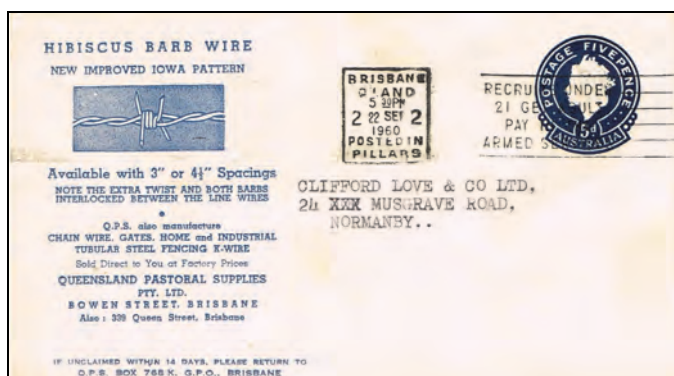 HIBISCUS BARB WIRE
NEW IMPROVED IOWA PATTERN
Available with 3" or 4½" Spacings
NOTE THE EXTRA TWIST AND BOTH BARBS
INTERLOCKED BETWEEN THE LINE WIRES
Q.P.S. also manufacture
CHAIN WIRE, GATES, HOME and INDUSTRIAL
TUBULAR STEEL FENCING K-WIRE
Sold Direct to You at Factory Prices
QUEENSLAND PASTORAL SUPPLIES
PTY. LTD.
BOWEN STREET, BRISBANE
Also : 339 Queen Street, Brisbane
IF UNCLAIMED WITHIN 14 DAYS, PLEASE RETURN TO
Q.P.S. BOX 768 K, G.P.O., BRISBANE
BRISBANE
Q'LAND
5 30PM
2 22 SEP 2
1960
POSTED IN
PILLARS
RECRU UNDER
21 GE ULT
PAY
ARMED SE
POSTAGE FIVEPENCE
5d
AUSTRALIA
CLIFFORD LOVE & CO LTD,
24 XXX MUSGRAVE ROAD,
NORMANBY..